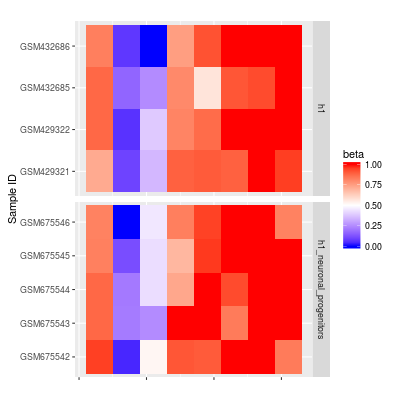 Sample ID
GSM432686
GSM432685
GSM429322
GSM429321
h1
GSM675546
GSM675545
GSM675544
GSM675543
GSM675542
h1_neuronal_progenitors
beta
1.00
0.75
0.50
0.25
0.00